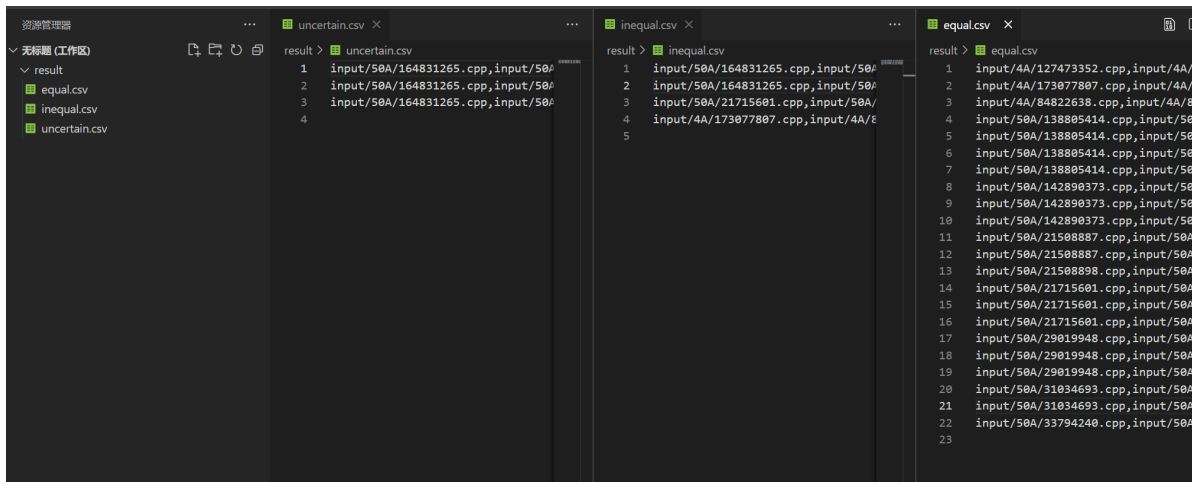 资源管理器
无标题 (工作区)
result
equal.csv
inequal.csv
uncertain.csv
uncertain.csv
result > uncertain.csv
1 input/50A/164831265.cpp,input/50A
2 input/50A/164831265.cpp,input/50A
3 input/50A/164831265.cpp,input/50A
4
inequal.csv
result > inequal.csv
1 input/50A/164831265.cpp,input/50A
2 input/50A/164831265.cpp,input/50A
3 input/50A/21715601.cpp,input/50A/
4 input/4A/173077807.cpp,input/4A/8
5
equal.csv
result > equal.csv
1 input/4A/127473352.cpp,input/4A/
2 input/4A/173077807.cpp,input/4A/
3 input/4A/84822638.cpp,input/4A/8
4 input/50A/138805414.cpp,input/50
5 input/50A/138805414.cpp,input/50
6 input/50A/138805414.cpp,input/50
7 input/50A/138805414.cpp,input/50
8 input/50A/142890373.cpp,input/50
9 input/50A/142890373.cpp,input/50
10 input/50A/142890373.cpp,input/50
11 input/50A/21508887.cpp,input/50A
12 input/50A/21508887.cpp,input/50A
13 input/50A/21508898.cpp,input/50A
14 input/50A/21715601.cpp,input/50A
15 input/50A/21715601.cpp,input/50A
16 input/50A/21715601.cpp,input/50A
17 input/50A/29019948.cpp,input/50A
18 input/50A/29019948.cpp,input/50A
19 input/50A/29019948.cpp,input/50A
20 input/50A/31034693.cpp,input/50A
21 input/50A/31034693.cpp,input/50A
22 input/50A/33794240.cpp,input/50A
23